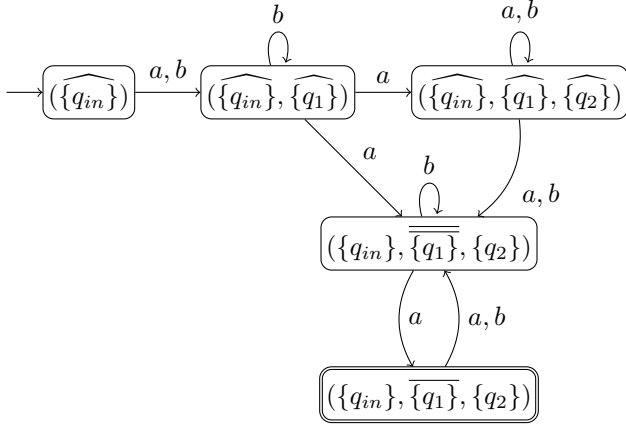 b a, b
({q_in}^) a, b ({q_in}^, {q_1}^) a ({q_in}^, {q_1}^, {q_2}^)
a b a, b
({q_in}, {q_1}, {q_2})
a a, b
({q_in}, {q_1}, {q_2})